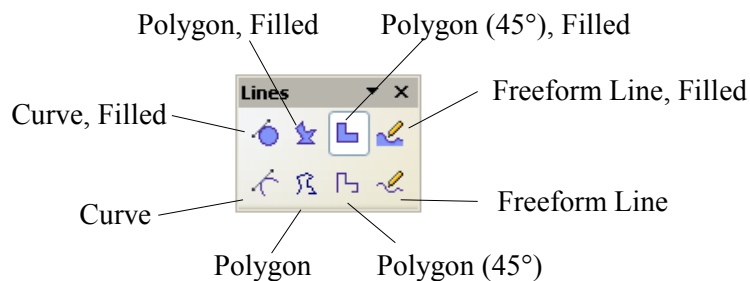 Polygon, Filled
Polygon (45°), Filled
Lines
Freeform Line, Filled
Curve, Filled
Curve
Freeform Line
Polygon
Polygon (45°)